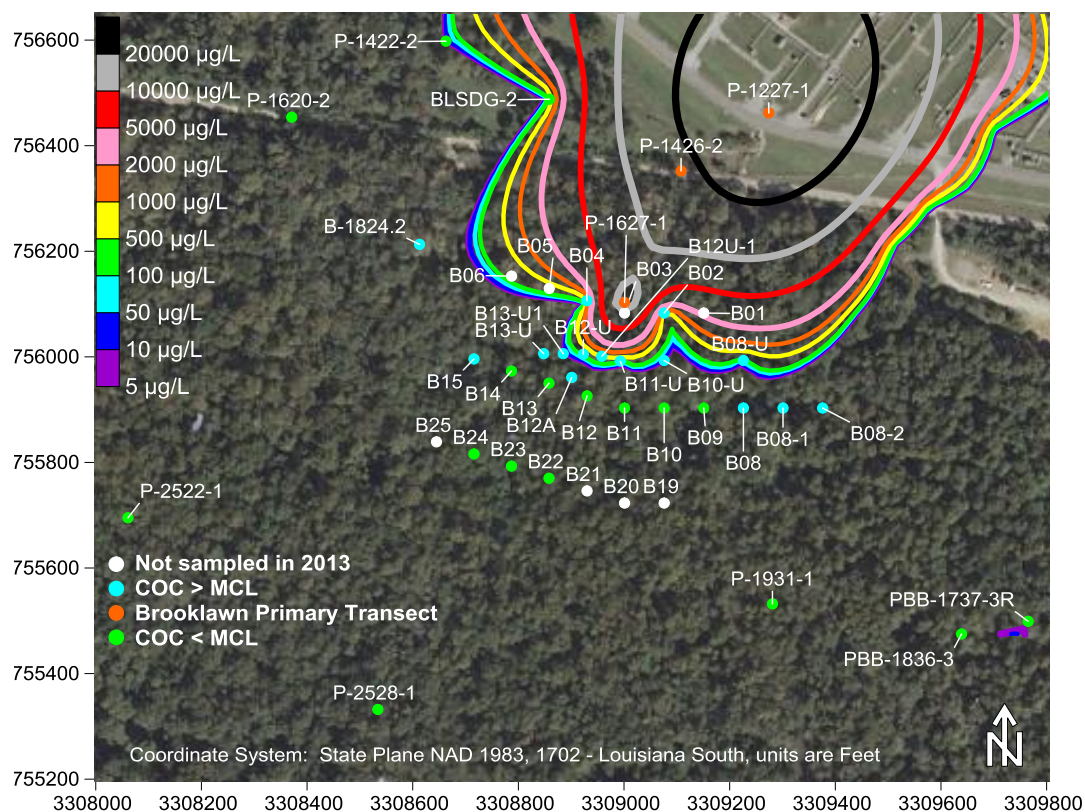 756600
756400
756200
756000
755800
755600
755400
755200
3308000
3308200
3308400
3308600
3308800
3309000
3309200
3309400
3309600
3309800
20000 µg/L
10000 µg/L
5000 µg/L
2000 µg/L
1000 µg/L
500 µg/L
100 µg/L
50 µg/L
10 µg/L
5 µg/L
P-1422-2
P-1620-2
BLSDG-2
P-1227-1
P-1426-2
B-1824.2
P-1627-1
B12U-1
B05
B04
B03
B02
B06
B01
B13-U1
B13-U
B12-U
B08-U
B15
B14
B13
B12A
B12
B11-U
B10-U
B11
B10
B09
B08
B08-1
B08-2
B25
B24
B23
B22
B21
B20
B19
P-2522-1
Not sampled in 2013
COC > MCL
Brooklawn Primary Transect
COC < MCL
P-1931-1
PBB-1737-3R
PBB-1836-3
P-2528-1
N
Coordinate System: State Plane NAD 1983, 1702 - Louisiana South, units are Feet